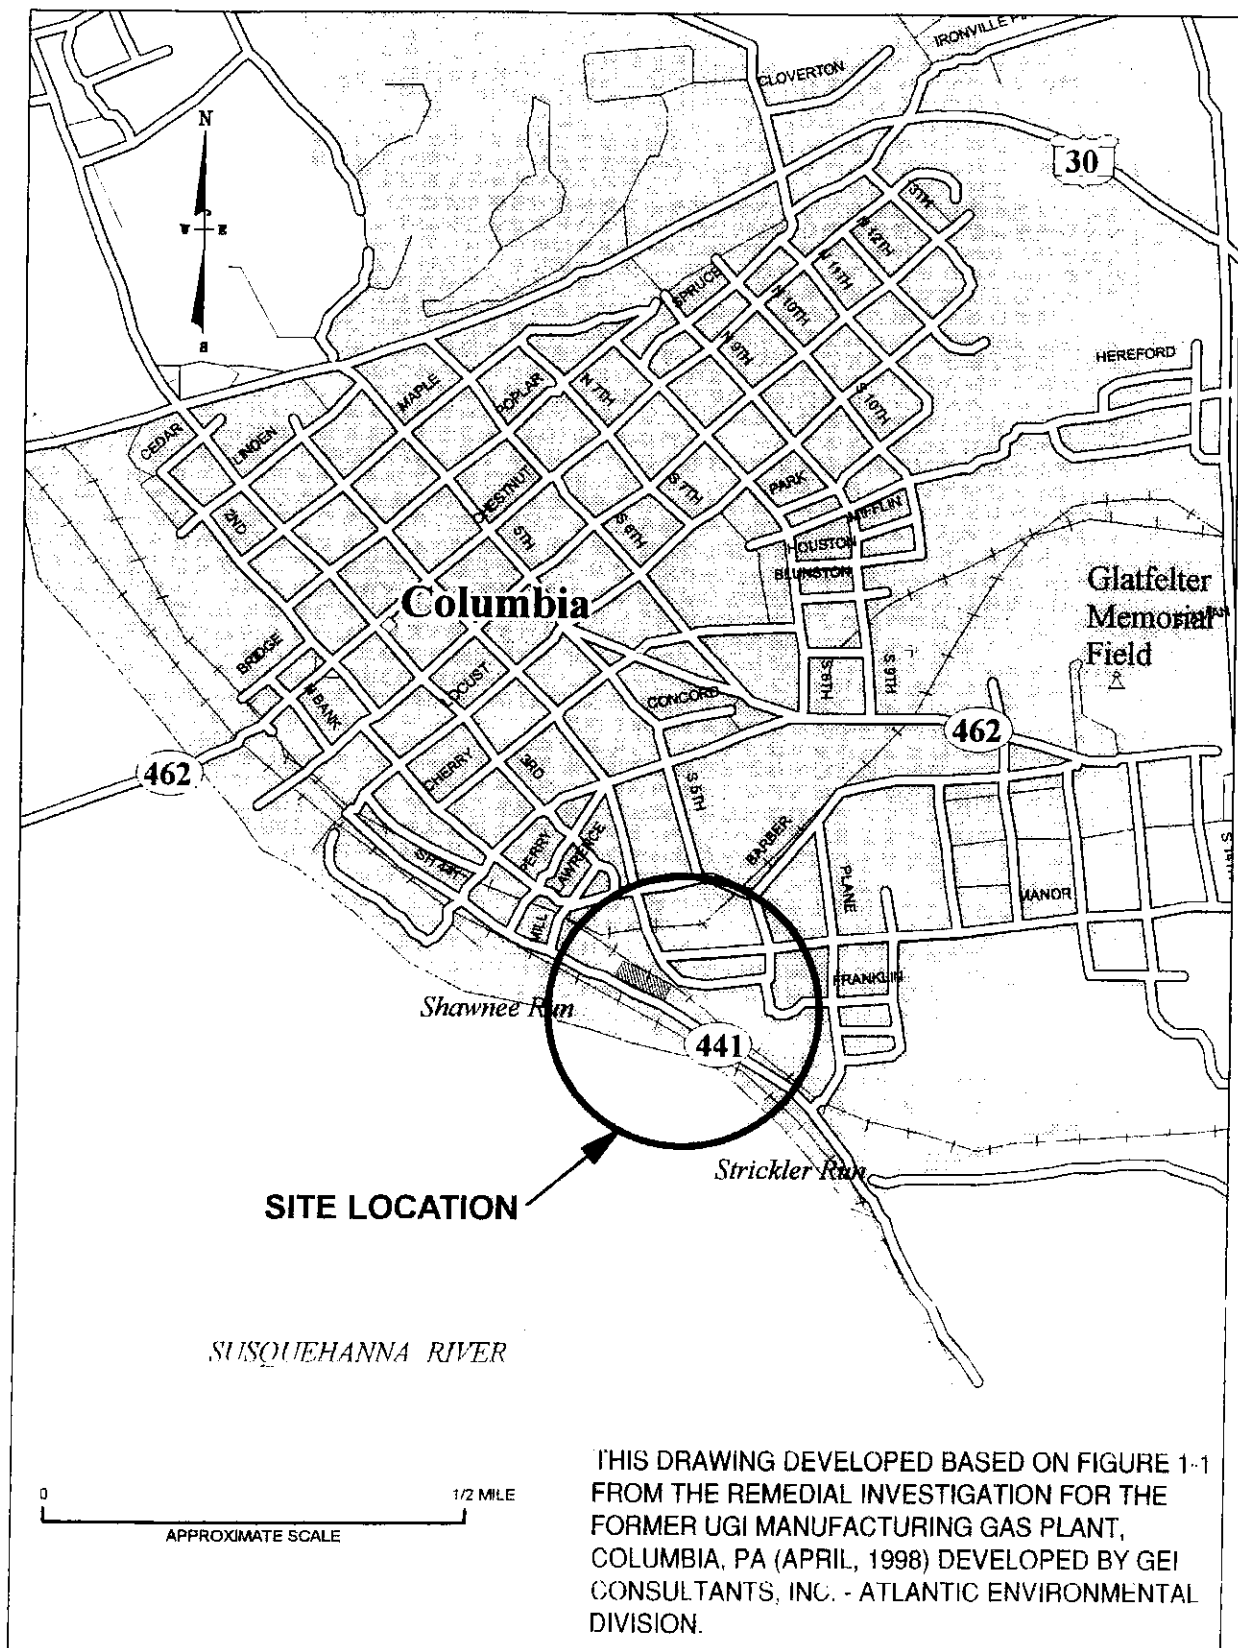 IRONVILLE
CLOVERTON
N
30
13TH
N 12TH
N 11TH
SPRUCE
N 10TH
N 9TH
HEREFORD
MAPLE
POPLAR
N 7TH
S 10TH
CEDAR
LINDEN
CHESTNUT
S 7TH
PARK
MIFFLIN
2ND
5TH
S 6TH
HOUSTON
BLUNSTON
Columbia
Glatfelter
Memorial
Field
BRIDGE
LOCUST
S 8TH
S 9TH
N BANK
CONCORD
462
462
CHERRY
3RD
S 5TH
BARBER
PERRY
LAWRENCE
SR 441
PLANE
MANOR
MILL
FRANKLIN
Shawnee Run
441
Strickler Run
SITE LOCATION
SUSQUEHANNA RIVER
0
1/2 MILE
APPROXIMATE SCALE
THIS DRAWING DEVELOPED BASED ON FIGURE 1-1
FROM THE REMEDIAL INVESTIGATION FOR THE
FORMER UGI MANUFACTURING GAS PLANT,
COLUMBIA, PA (APRIL, 1998) DEVELOPED BY GEI
CONSULTANTS, INC. - ATLANTIC ENVIRONMENTAL
DIVISION.